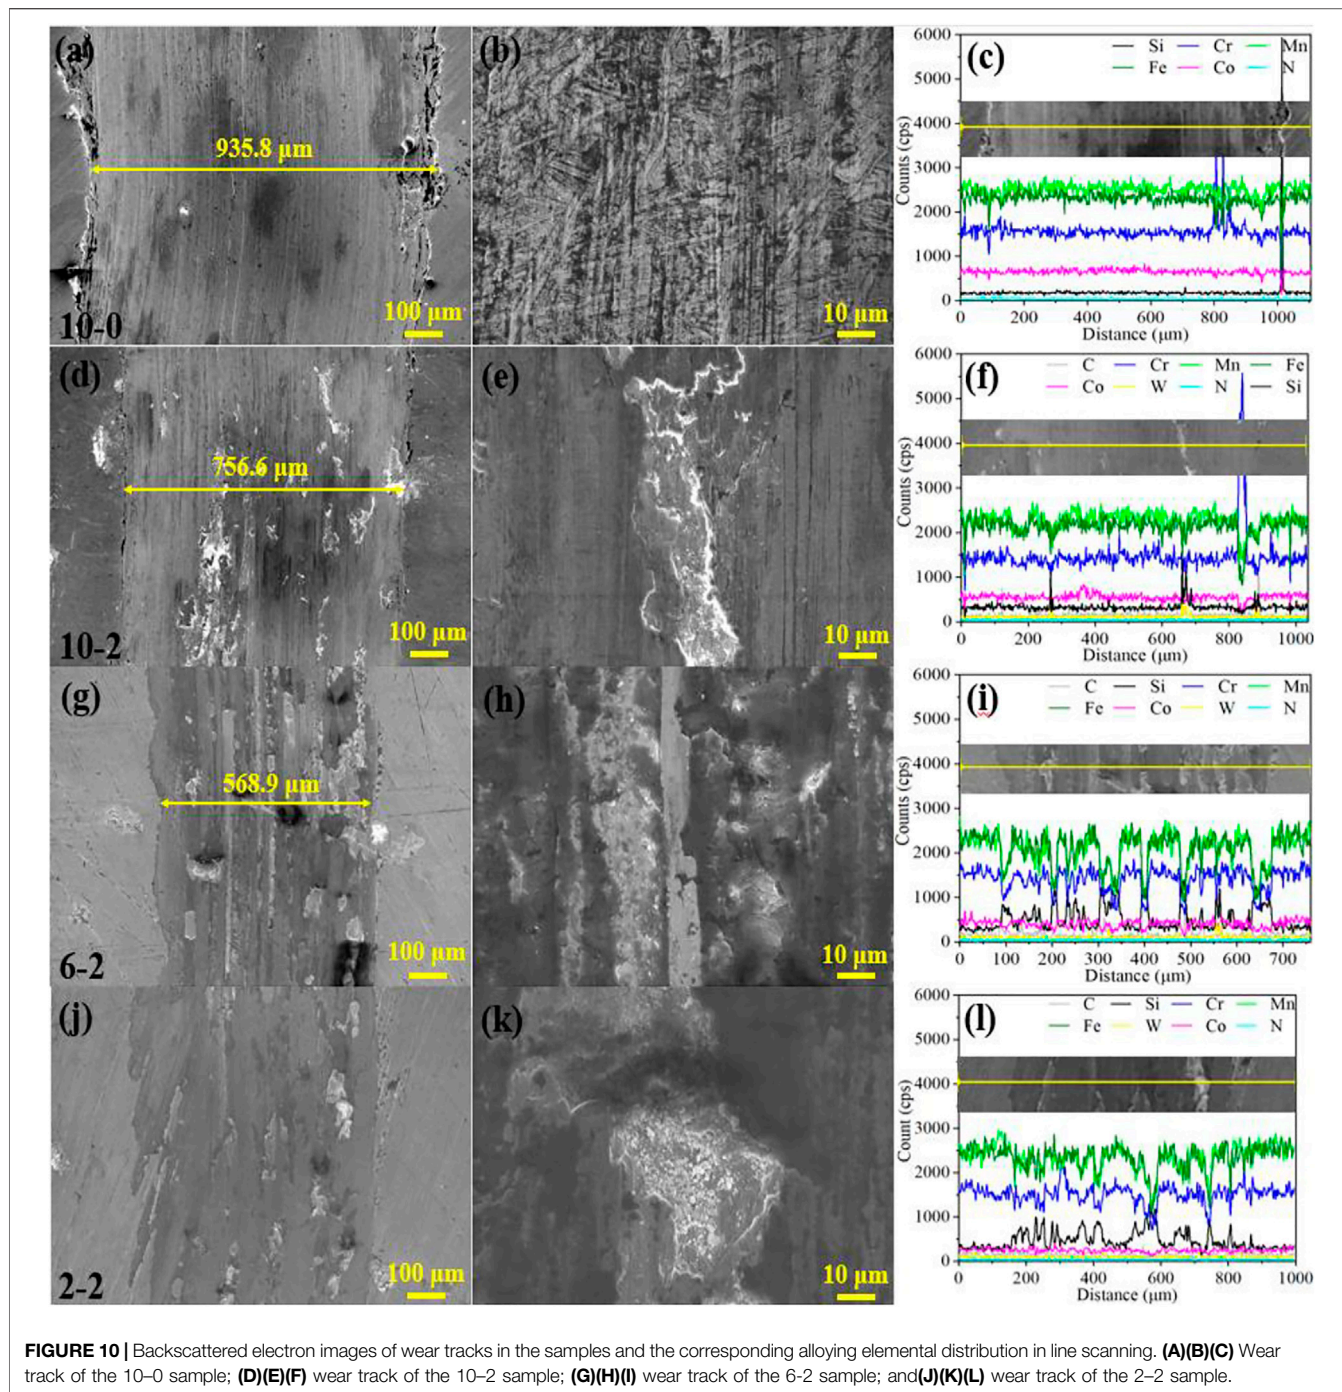 (a)
935.8 μm
100 μm
10-0
(b)
10 μm
(c)
Si Cr Mn
Fe Co N
Counts (cps)
6000
5000
4000
3000
2000
1000
0
0 200 400 600 800 1000
Distance (μm)
(d)
756.6 μm
100 μm
10-2
(e)
10 μm
(f)
C Cr Mn Fe
Co W N Si
Counts (cps)
6000
5000
4000
3000
2000
1000
0
0 200 400 600 800 1000
Distance (μm)
(g)
568.9 μm
100 μm
6-2
(h)
10 μm
(i)
C Si Cr Mn
Fe Co W N
Counts (cps)
6000
5000
4000
3000
2000
1000
0
0 100 200 300 400 500 600 700
Distance (μm)
(j)
100 μm
2-2
(k)
10 μm
(l)
C Si Cr Mn
Fe W Co N
Count (cps)
6000
5000
4000
3000
2000
1000
0
0 200 400 600 800 1000
Distance (μm)
FIGURE 10 | Backscattered electron images of wear tracks in the samples and the corresponding alloying elemental distribution in line scanning. (A)(B)(C) Wear
track of the 10–0 sample; (D)(E)(F) wear track of the 10–2 sample; (G)(H)(I) wear track of the 6-2 sample; and(J)(K)(L) wear track of the 2–2 sample.